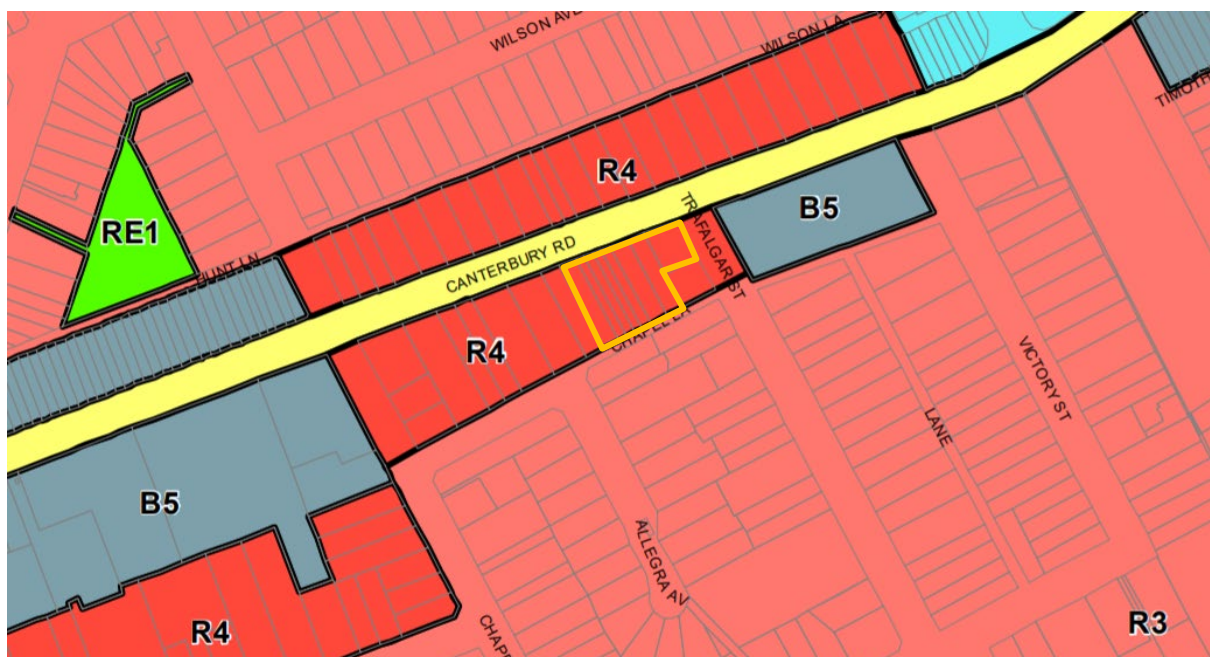 WILSON AVE
WILSON LA
TIMOTH
R4
TRAFALGAR ST
B5
RE1
HUNT LN
CANTERBURY RD
R4
CHAPEL LA
VICTORY ST
LANE
B5
ALLEGRA AV
R4
CHAPE
R3